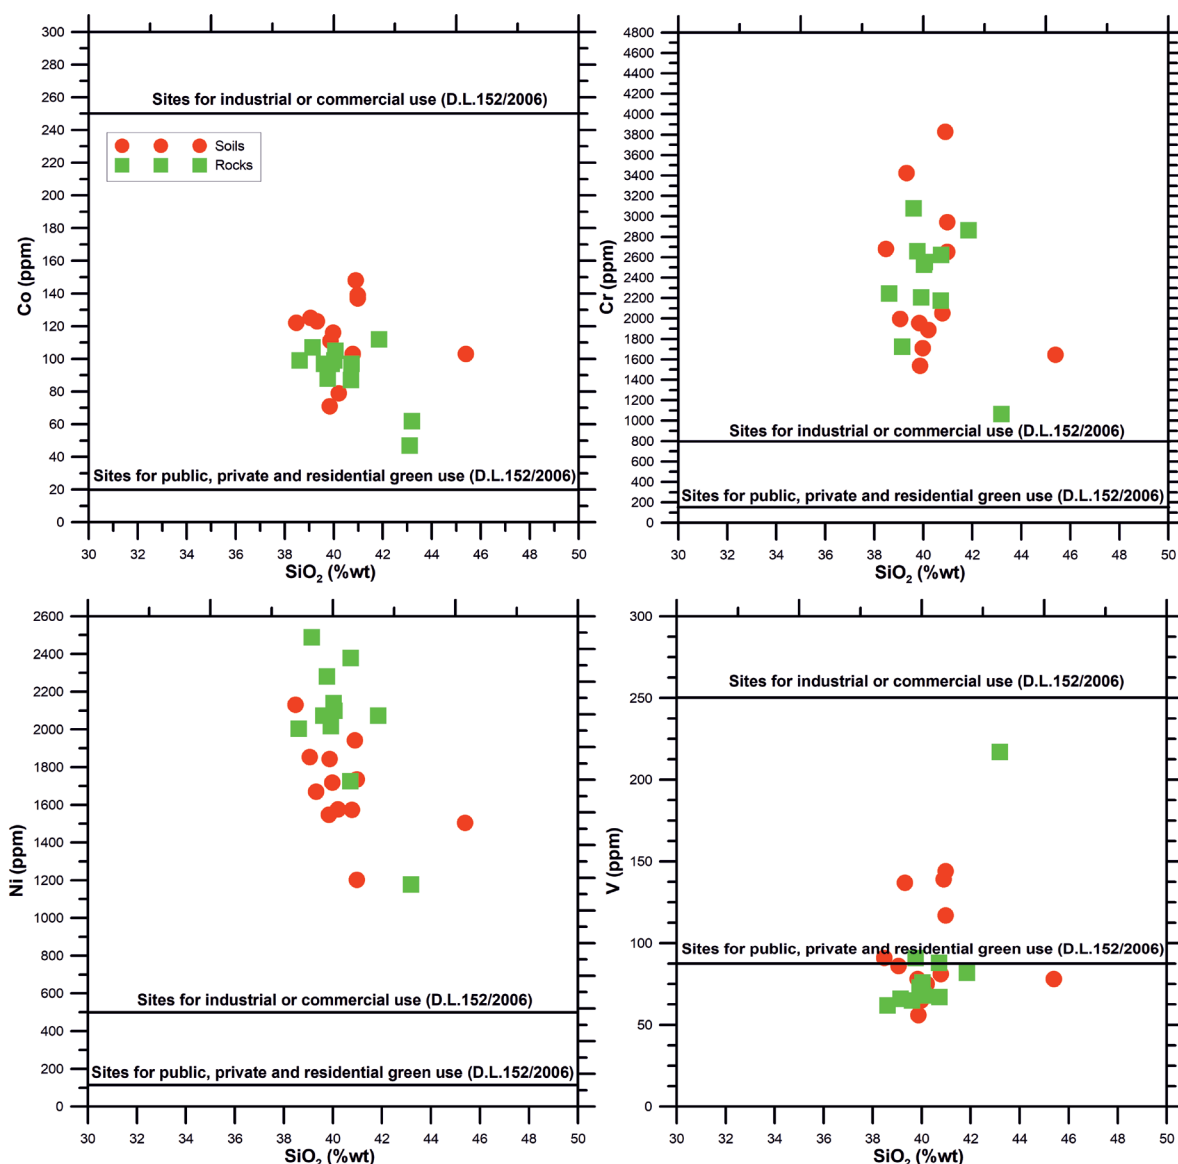 300
280
260
240
220
200
180
160
140
120
100
80
60
40
20
0
Co (ppm)
Sites for industrial or commercial use (D.L.152/2006)
Soils
Rocks
Sites for public, private and residential green use (D.L.152/2006)
30 32 34 36 38 40 42 44 46 48 50
SiO₂ (%wt)
4800
4600
4400
4200
4000
3800
3600
3400
3200
3000
2800
2600
2400
2200
2000
1800
1600
1400
1200
1000
800
600
400
200
0
Cr (ppm)
Sites for industrial or commercial use (D.L.152/2006)
Sites for public, private and residential green use (D.L.152/2006)
30 32 34 36 38 40 42 44 46 48 50
SiO₂ (%wt)
2600
2400
2200
2000
1800
1600
1400
1200
1000
800
600
400
200
0
Ni (ppm)
Sites for industrial or commercial use (D.L.152/2006)
Sites for public, private and residential green use (D.L.152/2006)
30 32 34 36 38 40 42 44 46 48 50
SiO₂ (%wt)
300
250
200
150
100
50
0
V (ppm)
Sites for industrial or commercial use (D.L.152/2006)
Sites for public, private and residential green use (D.L.152/2006)
30 32 34 36 38 40 42 44 46 48 50
SiO₂ (%wt)